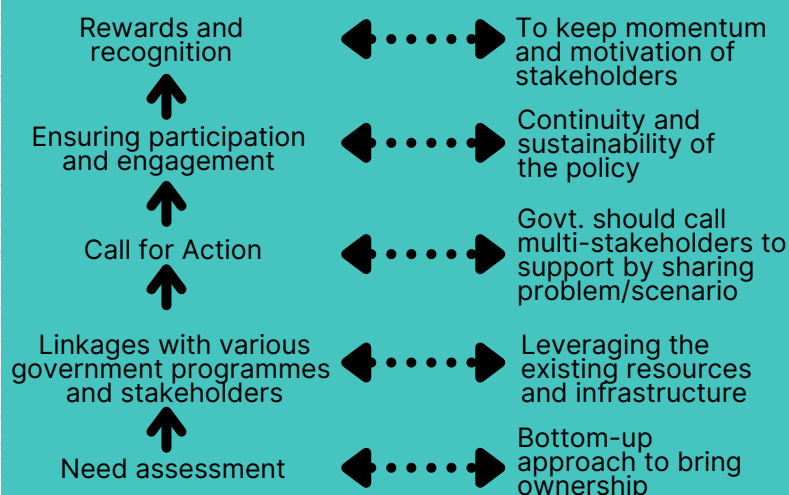 Rewards and
recognition
To keep momentum
and motivation of
stakeholders
Ensuring participation
and engagement
Continuity and
sustainability of
the policy
Call for Action
Govt. should call
multi-stakeholders to
support by sharing
problem/scenario
Linkages with various
government programmes
and stakeholders
Leveraging the
existing resources
and infrastructure
Need assessment
Bottom-up
approach to bring
ownership